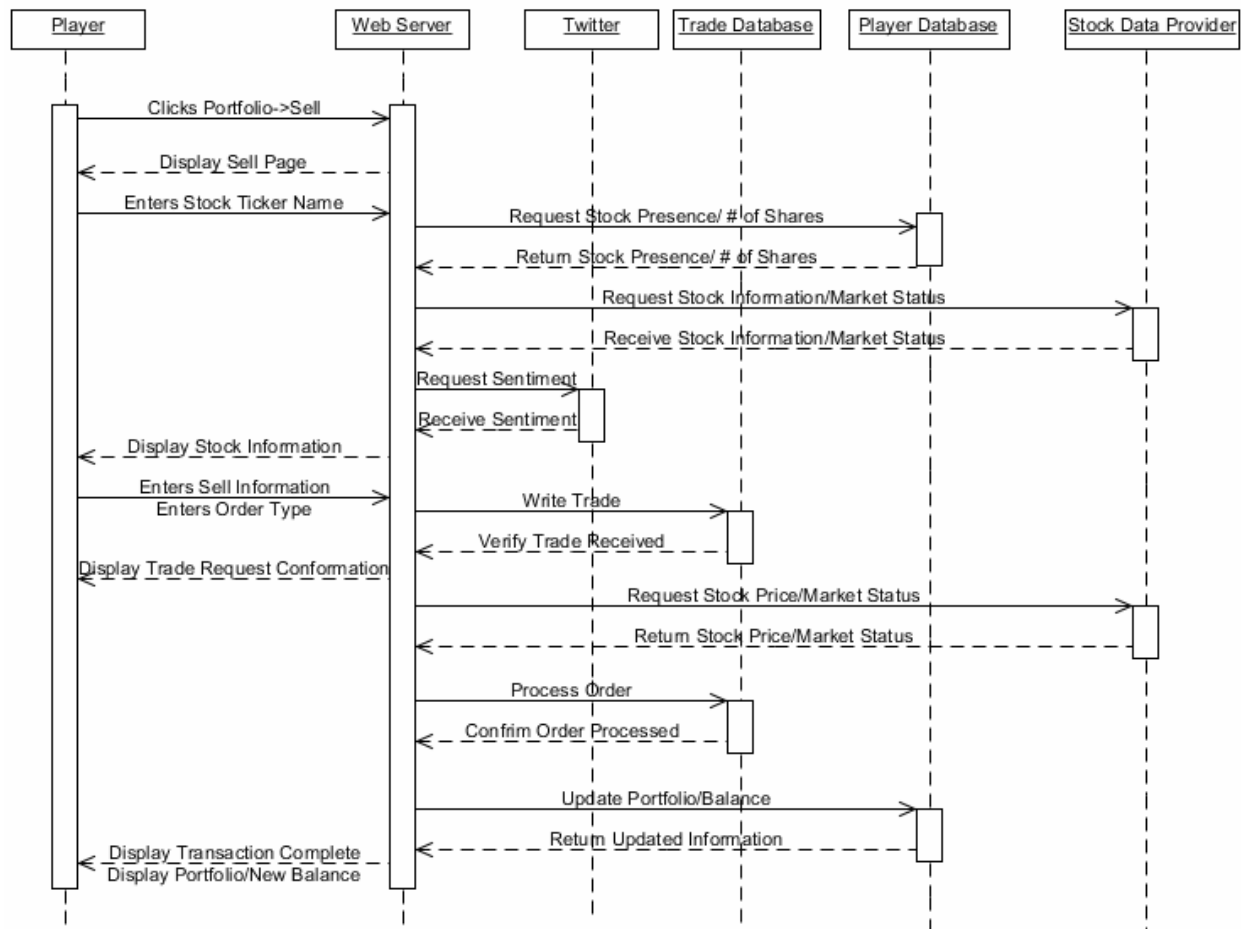 Player
Web Server
Twitter
Trade Database
Player Database
Stock Data Provider
Clicks Portfolio->Sell
Display Sell Page
Enters Stock Ticker Name
Request Stock Presence/ # of Shares
Return Stock Presence/ # of Shares
Request Stock Information/Market Status
Receive Stock Information/Market Status
Request Sentiment
Receive Sentiment
Display Stock Information
Enters Sell Information
Enters Order Type
Write Trade
Verify Trade Received
Display Trade Request Conformation
Request Stock Price/Market Status
Return Stock Price/Market Status
Process Order
Confrim Order Processed
Update Portfolio/Balance
Return Updated Information
Display Transaction Complete
Display Portfolio/New Balance